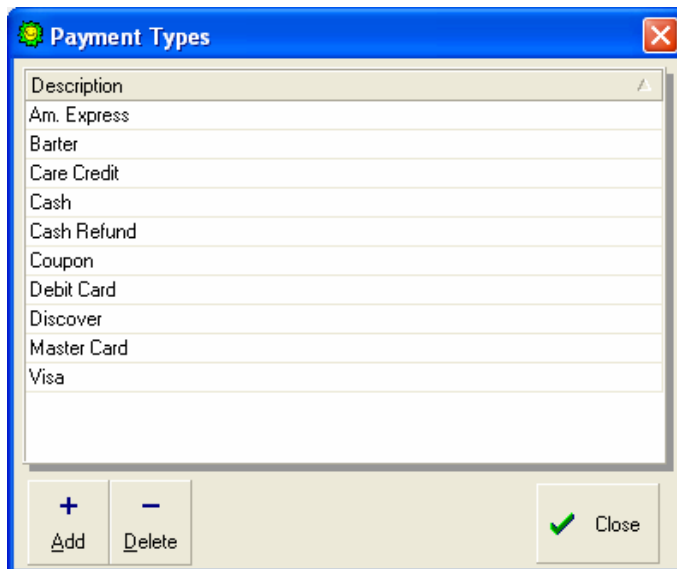 Payment Types
Description
Am. Express
Barter
Care Credit
Cash
Cash Refund
Coupon
Debit Card
Discover
Master Card
Visa
Add Delete Close